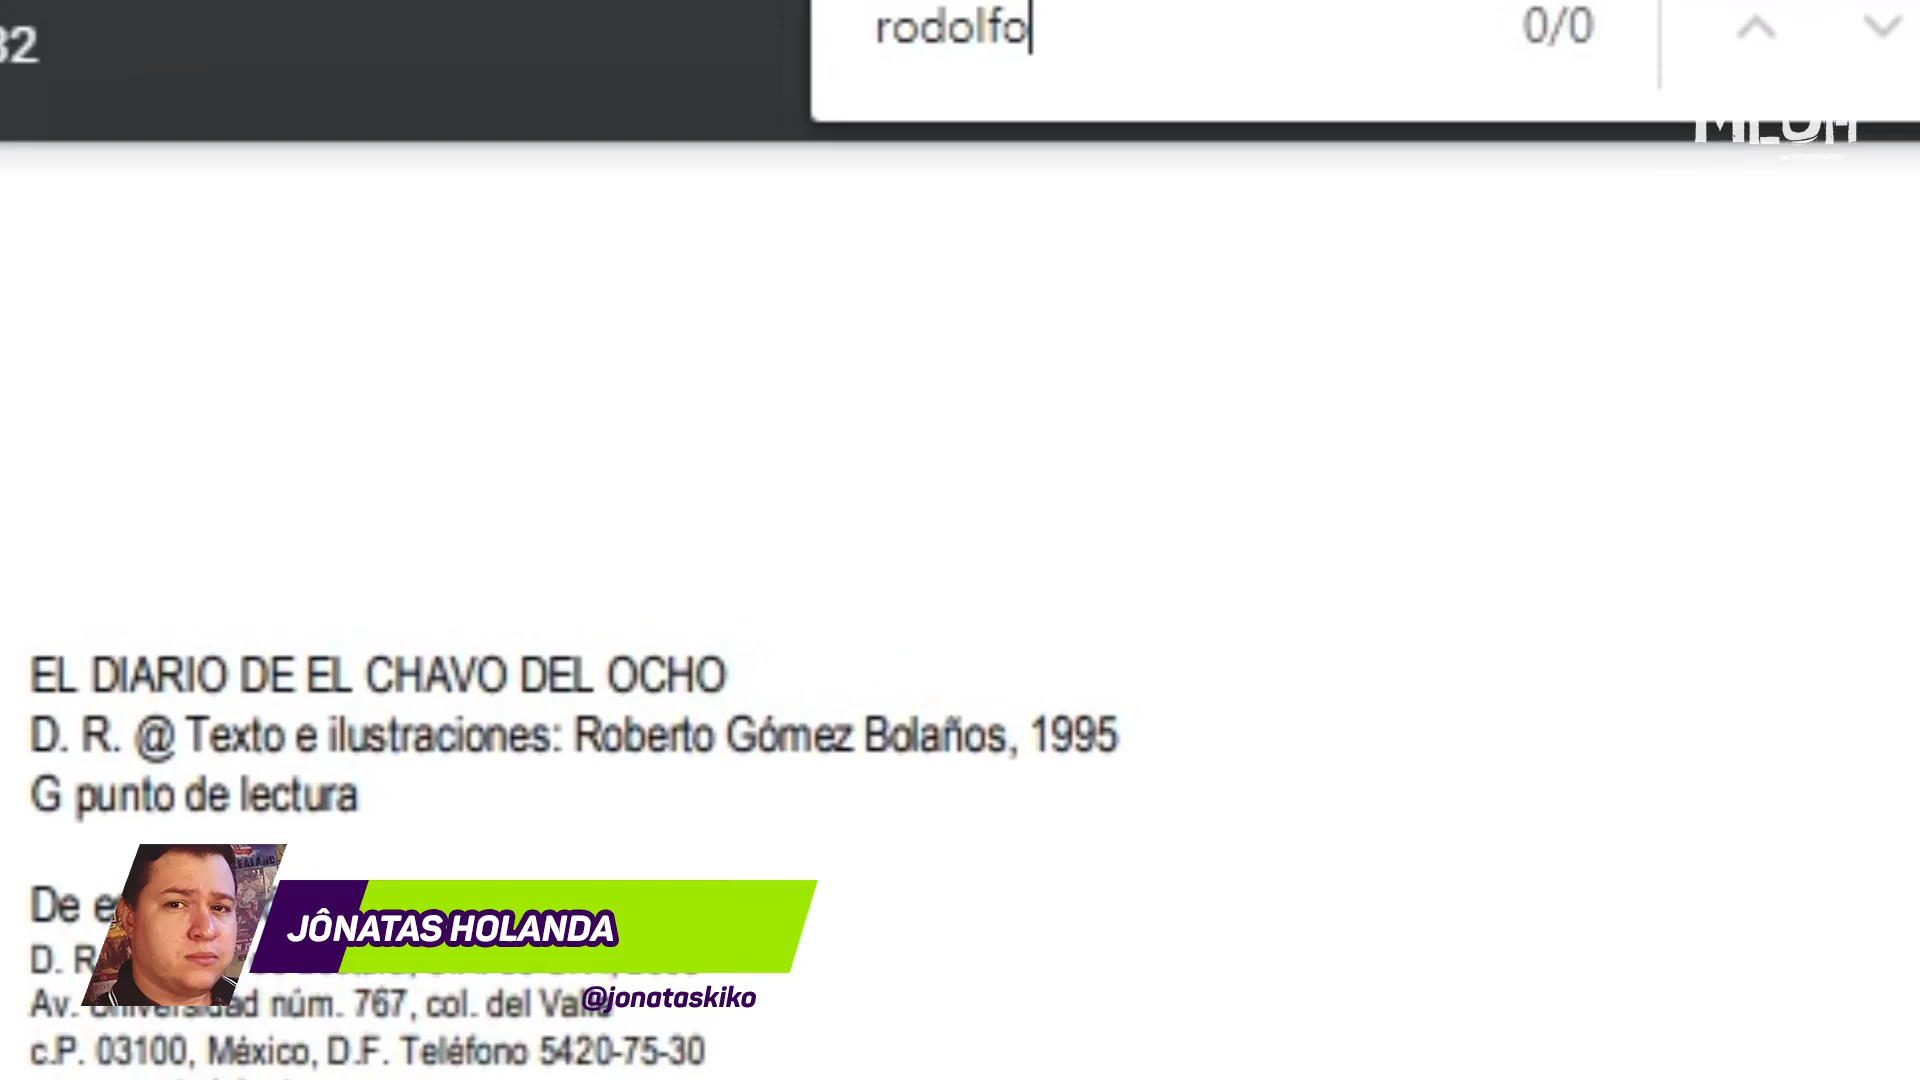 32
rodolfo 0/0
EL DIARIO DE EL CHAVO DEL OCHO
D. R. @ Texto e ilustraciones: Roberto Gómez Bolaños, 1995
G punto de lectura
De
JÔNATAS HOLANDA
D. R
@jonataskiko
Av. Universidad núm. 767, col. del Valle
c.P. 03100, México, D.F. Teléfono 5420-75-30